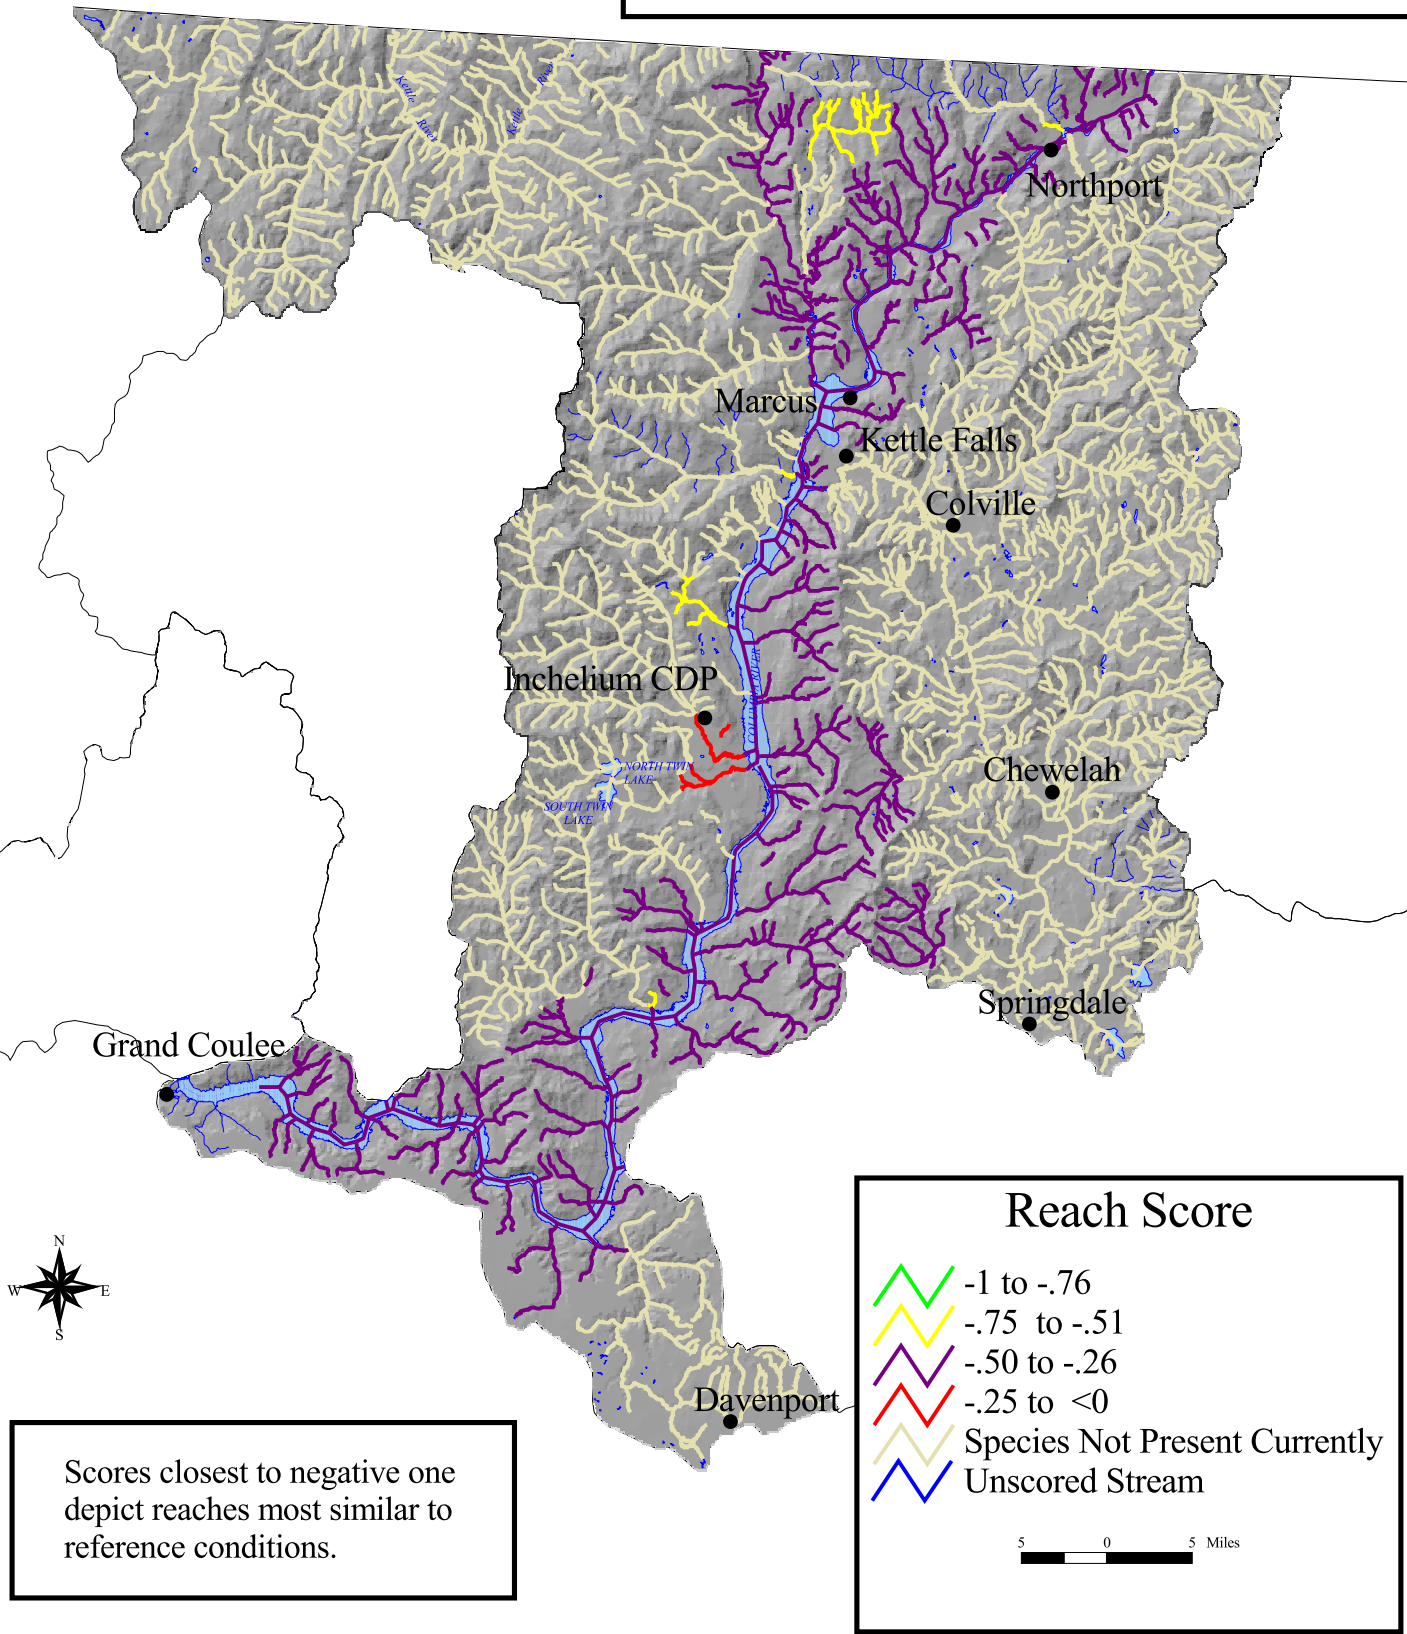 Kettle
River
Kettle
River
Northport
Marcus
Kettle Falls
Colville
COLUMBIA RIVER
Inchelium CDP
NORTH TWIN
LAKE
SOUTH TWIN
LAKE
Chewelah
Springdale
Grand Coulee
Davenport
N
W
E
S
Scores closest to negative one
depict reaches most similar to
reference conditions.
Reach Score
-1 to -.76
-.75 to -.51
-.50 to -.26
-.25 to <0
Species Not Present Currently
Unscored Stream
5 0 5 Miles